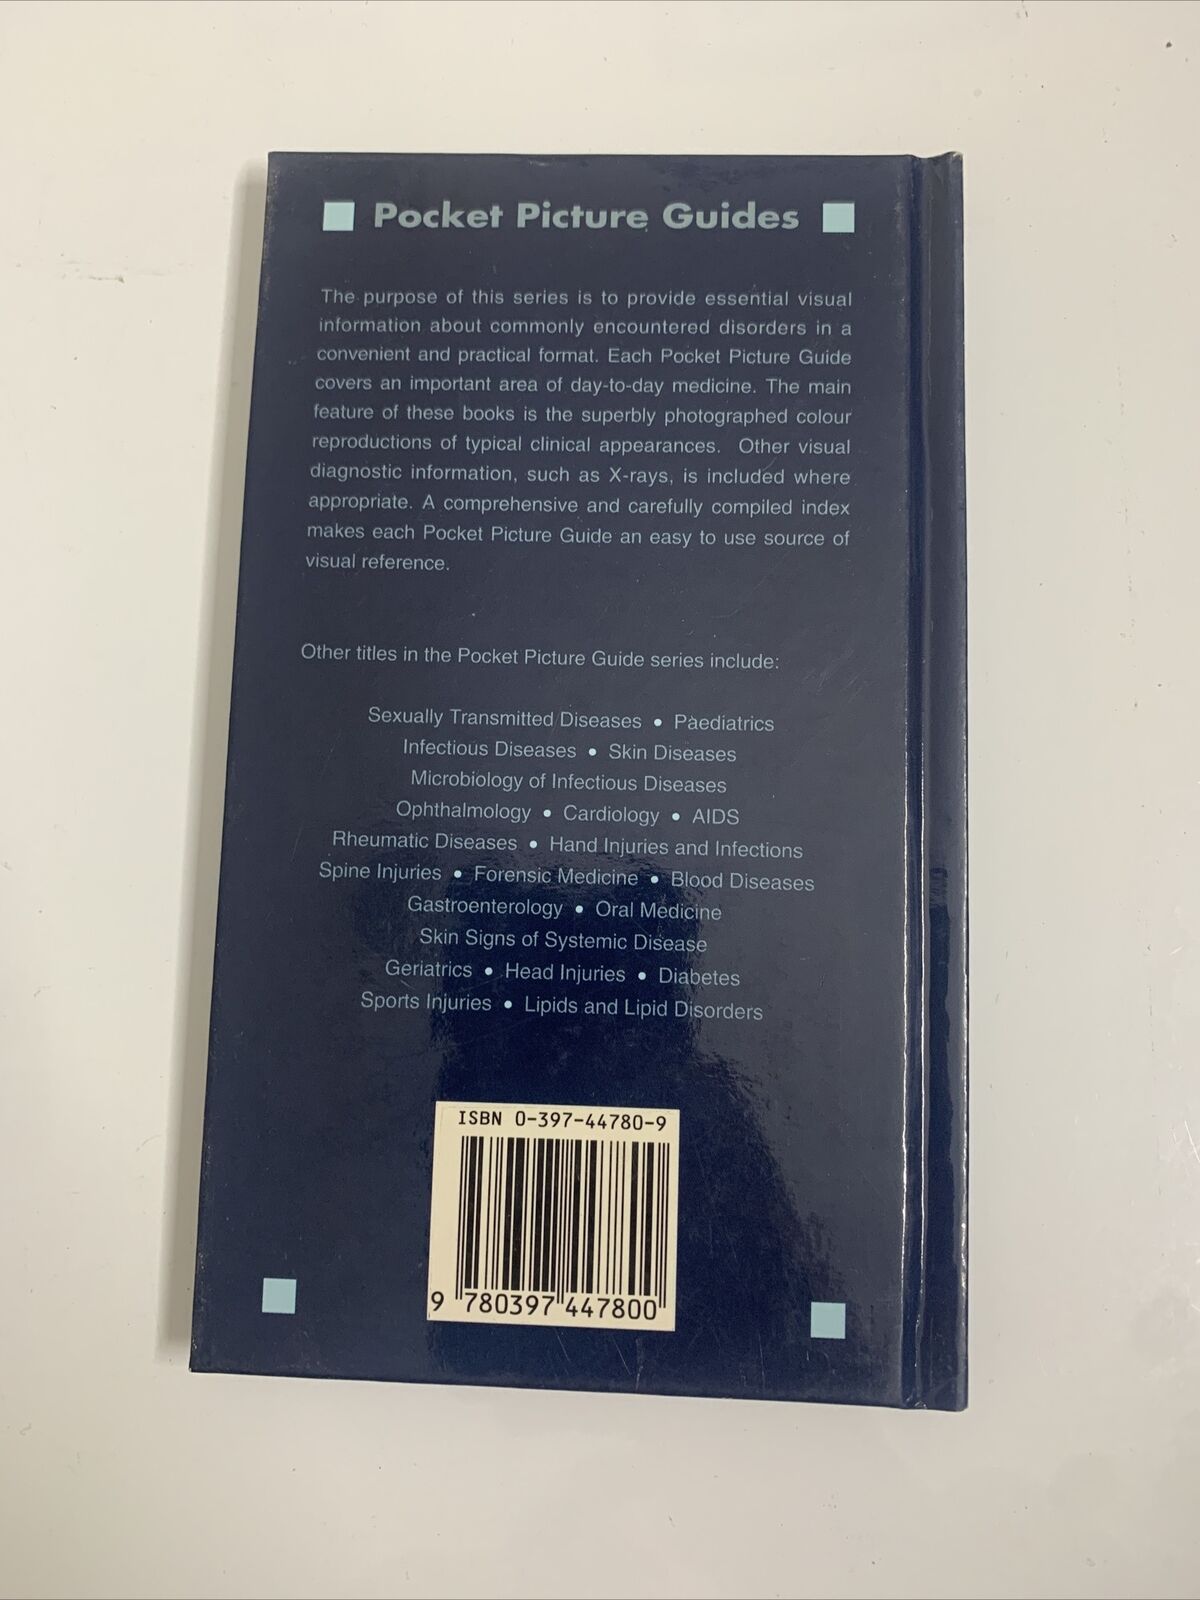 Pocket Picture Guides
The purpose of this series is to provide essential visual
information about commonly encountered disorders in a
convenient and practical format. Each Pocket Picture Guide
covers an important area of day-to-day medicine. The main
feature of these books is the superbly photographed colour
reproductions of typical clinical appearances. Other visual
diagnostic information, such as X-rays, is included where
appropriate. A comprehensive and carefully compiled index
makes each Pocket Picture Guide an easy to use source of
visual reference.
Other titles in the Pocket Picture Guide series include:
Sexually Transmitted Diseases • Paediatrics
Infectious Diseases • Skin Diseases
Microbiology of Infectious Diseases
Ophthalmology • Cardiology • AIDS
Rheumatic Diseases • Hand Injuries and Infections
Spine Injuries • Forensic Medicine • Blood Diseases
Gastroenterology • Oral Medicine
Skin Signs of Systemic Disease
Geriatrics • Head Injuries • Diabetes
Sports Injuries • Lipids and Lipid Disorders
ISBN 0-397-44780-9
9 780397 447800